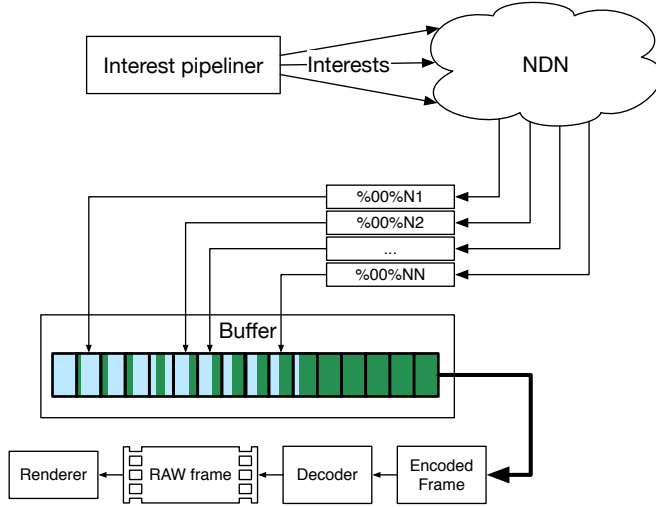 Interest pipeliner
Interests
NDN
%00%N1
%00%N2
...
%00%NN
Buffer
Renderer
RAW frame
Decoder
Encoded
Frame